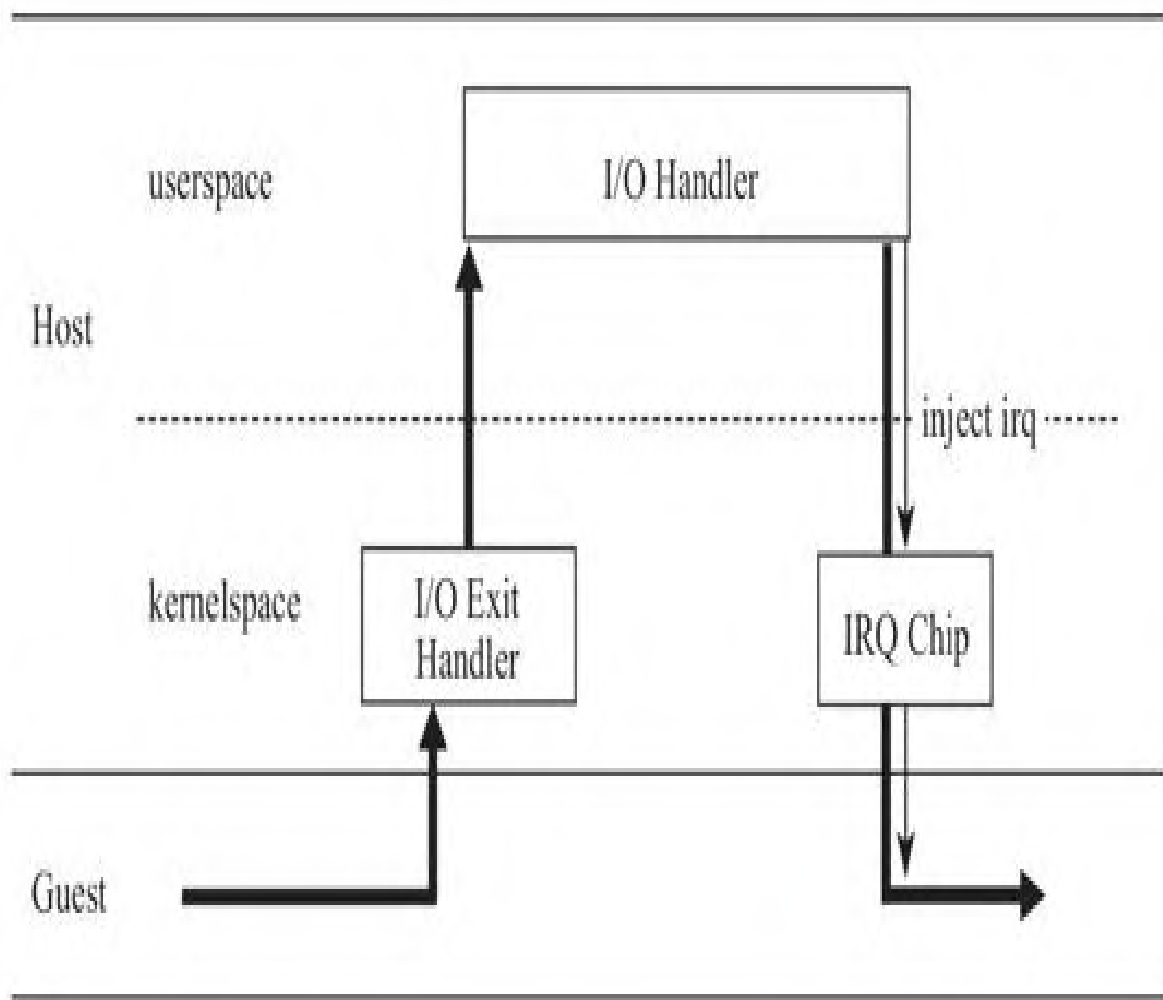 I/O Handler
userspace
Host
inject irq
kernelspace
I/O Exit
Handler
IRQ Chip
Guest